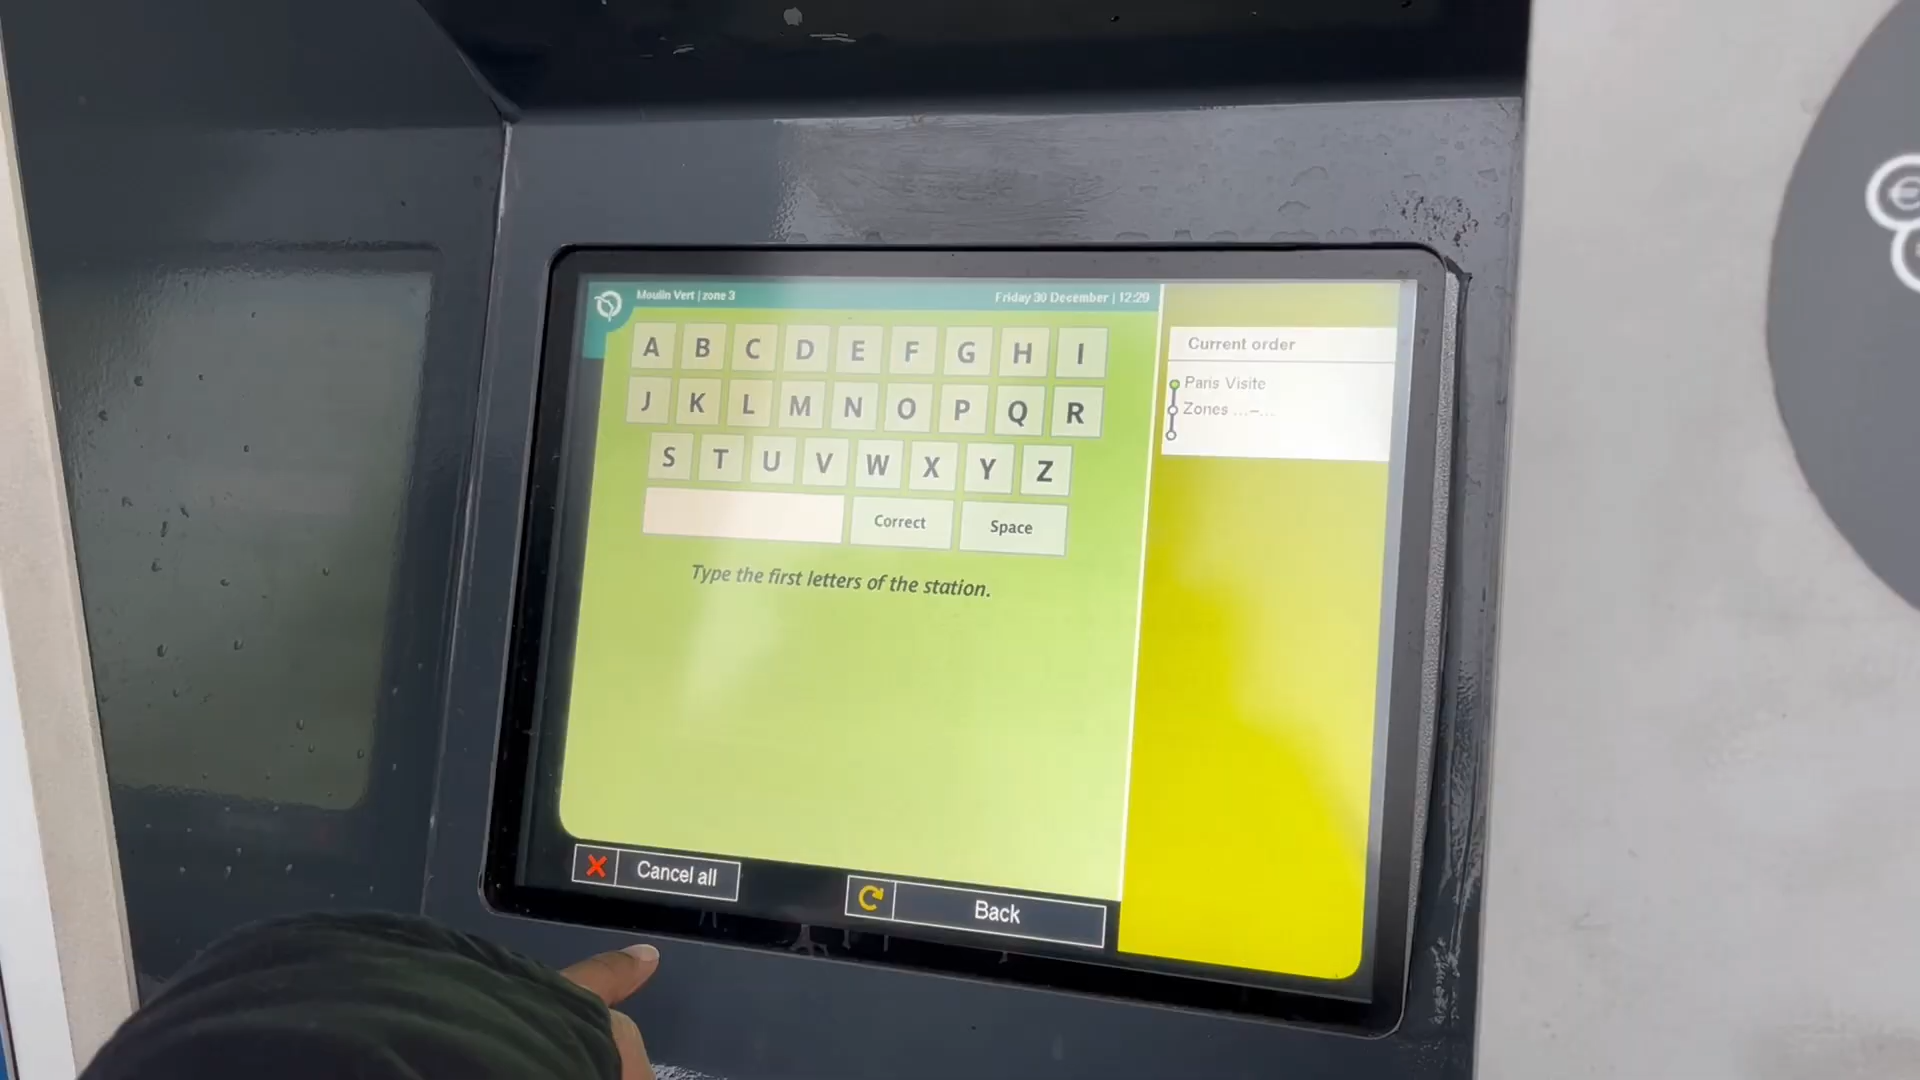 Moulin Vert | zone 3
Friday 30 December | 12:29
A B C D E F G H I
J K L M N O P Q R
S T U V W X Y Z
Correct
Space
Type the first letters of the station.
Cancel all
Back
Current order
Paris Visite
Zones ...–...
€